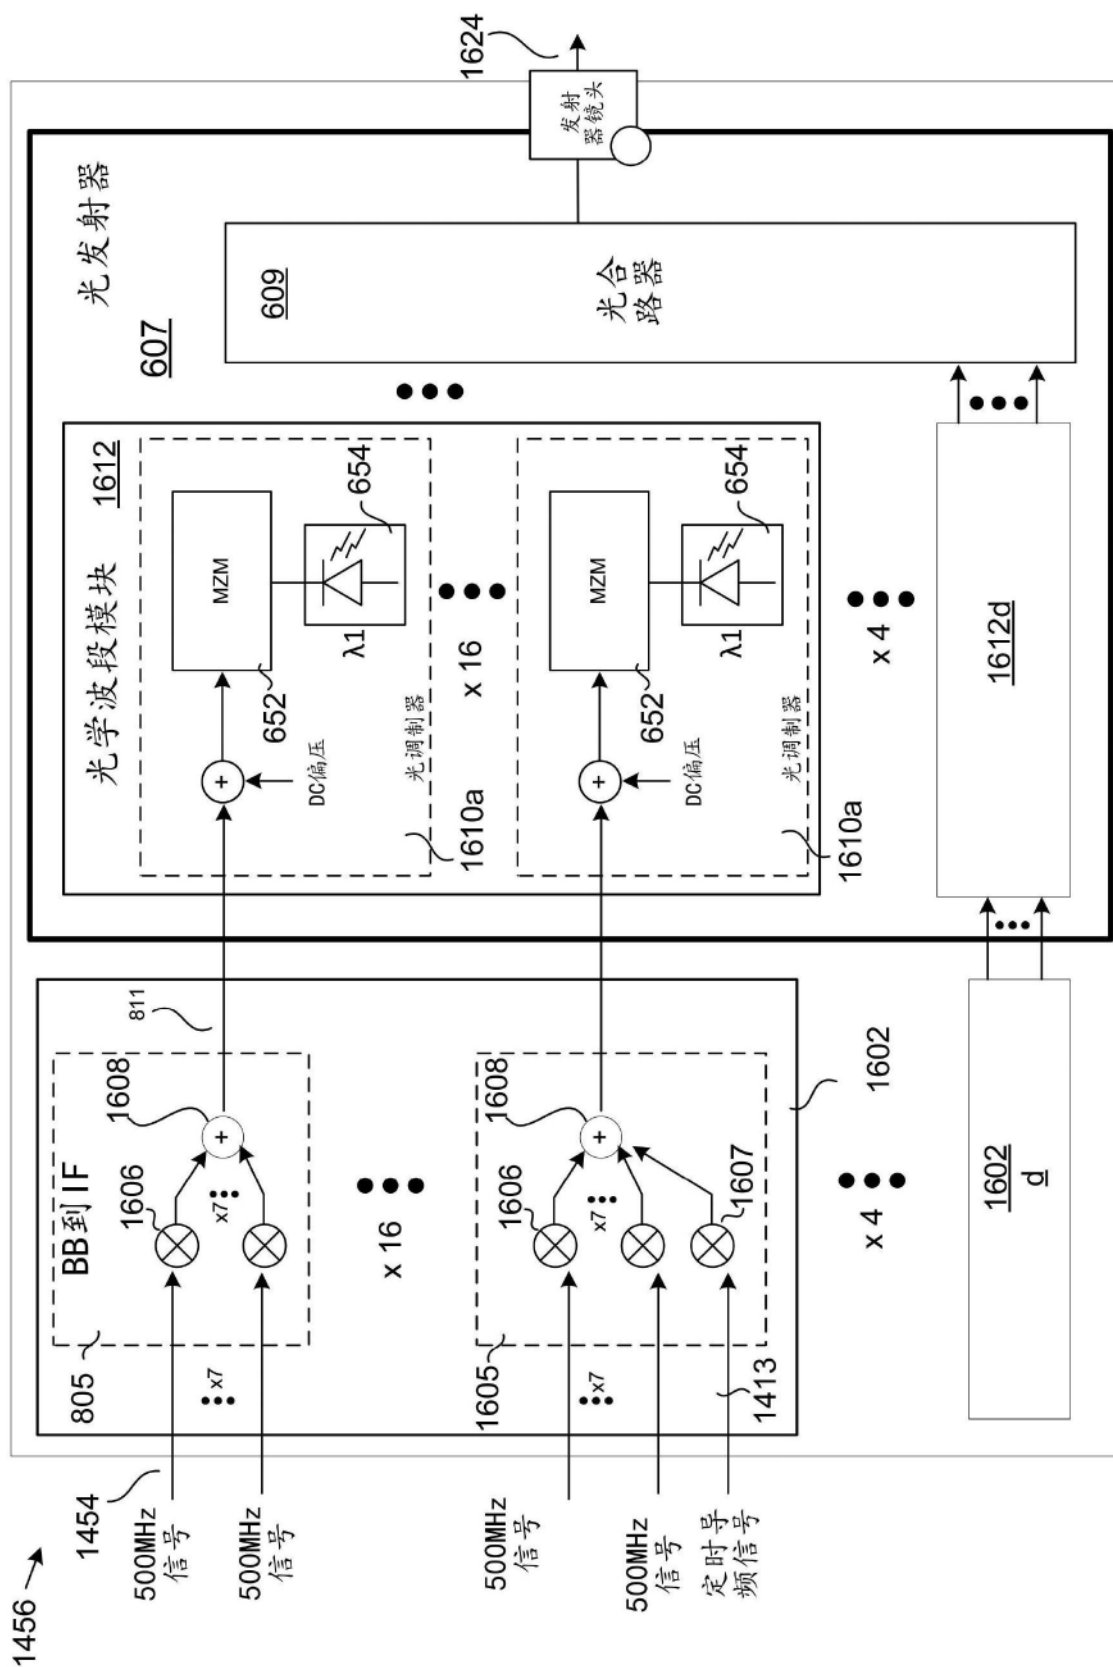 1456
1454
500MHz
信号
500MHz
信号
500MHz
信号
500MHz
信号
定时导
频信号
805
BB到IF
1606
1608
x7
x7
811
x 16
1605
1606
1608
x7
x7
1607
1413
1602
x 4
1602
d
光发射器
607
光学波段模块
1612
+
DC偏压
MZM
652
654
λ1
光调制器
1610a
x 16
+
DC偏压
MZM
652
654
λ1
光调制器
1610a
x 4
1612d
609
光合
路器
发射
器镜头
1624